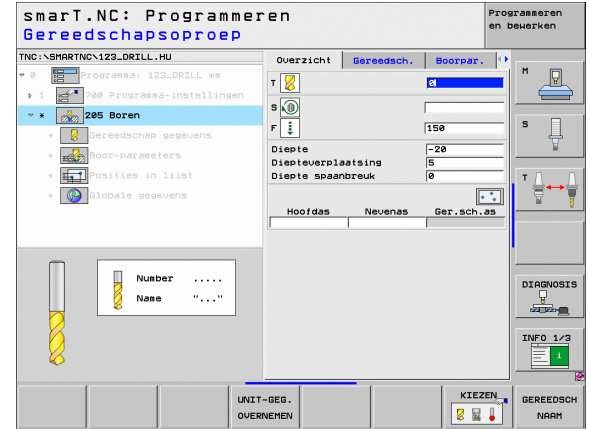 smarT.NC: Programmeren
Gereedschapsoproep
Programmeren
en bewerken
TNC:\SMARTNC\123_DRILL.HU
0 Programma: 123_DRILL mm
1 700 Programma-instellingen
* 205 Boren
* Gereedschap gegevens
* Boor-parameters
* Posities in lijst
* Globale gegevens
Overzicht Gereedsch. Boorpar.
T 0
S
F 150
Diepte -20
Diepteverplaatsing 5
Diepte spaanbreuk 0
Hoofdas Nevenas Ger.sch.as
Number .....
Name "..."
M
S
T
DIAGNOSIS
INFO 1/3
i
UNIT-GEG.
OVERNEMEN
KIEZEN
GEREEDSCH
NAAM